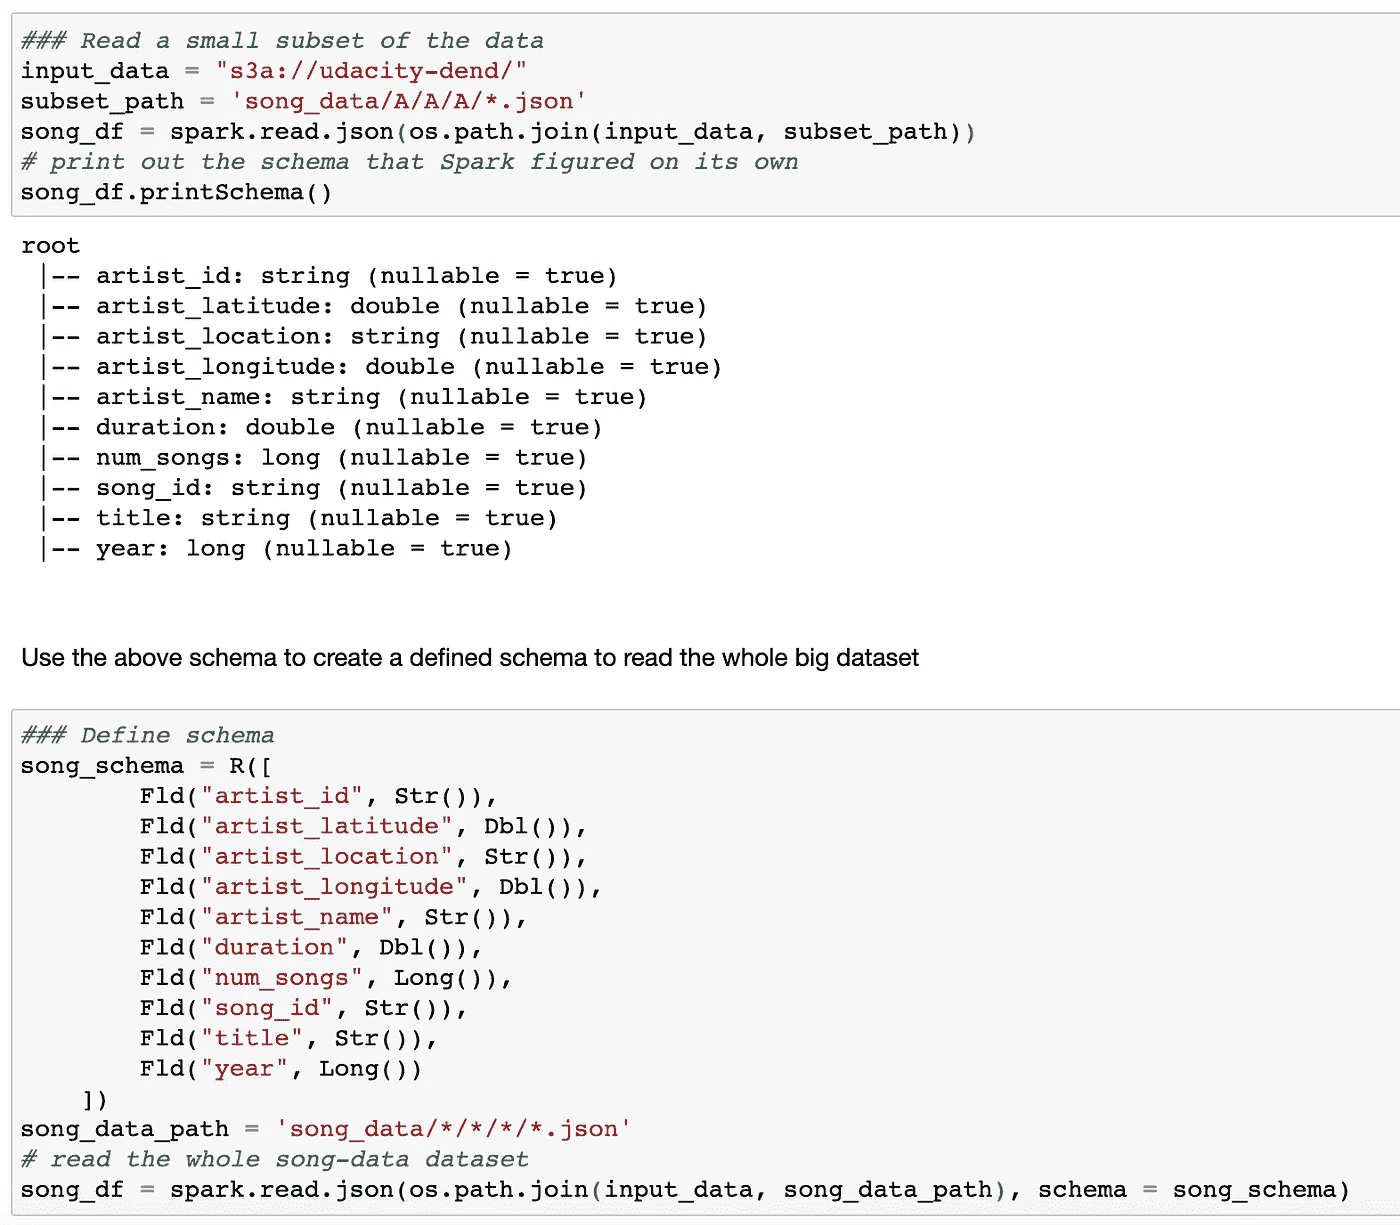 ### Read a small subset of the data
input_data = "s3a://udacity-dend/"
subset_path = 'song_data/A/A/A/*.json'
song_df = spark.read.json(os.path.join(input_data, subset_path))
# print out the schema that Spark figured on its own
song_df.printSchema()
root
 |-- artist_id: string (nullable = true)
 |-- artist_latitude: double (nullable = true)
 |-- artist_location: string (nullable = true)
 |-- artist_longitude: double (nullable = true)
 |-- artist_name: string (nullable = true)
 |-- duration: double (nullable = true)
 |-- num_songs: long (nullable = true)
 |-- song_id: string (nullable = true)
 |-- title: string (nullable = true)
 |-- year: long (nullable = true)
Use the above schema to create a defined schema to read the whole big dataset
### Define schema
song_schema = R([
        Fld("artist_id", Str()),
        Fld("artist_latitude", Dbl()),
        Fld("artist_location", Str()),
        Fld("artist_longitude", Dbl()),
        Fld("artist_name", Str()),
        Fld("duration", Dbl()),
        Fld("num_songs", Long()),
        Fld("song_id", Str()),
        Fld("title", Str()),
        Fld("year", Long())
    ])
song_data_path = 'song_data/*/*/*/*.json'
# read the whole song-data dataset
song_df = spark.read.json(os.path.join(input_data, song_data_path), schema = song_schema)